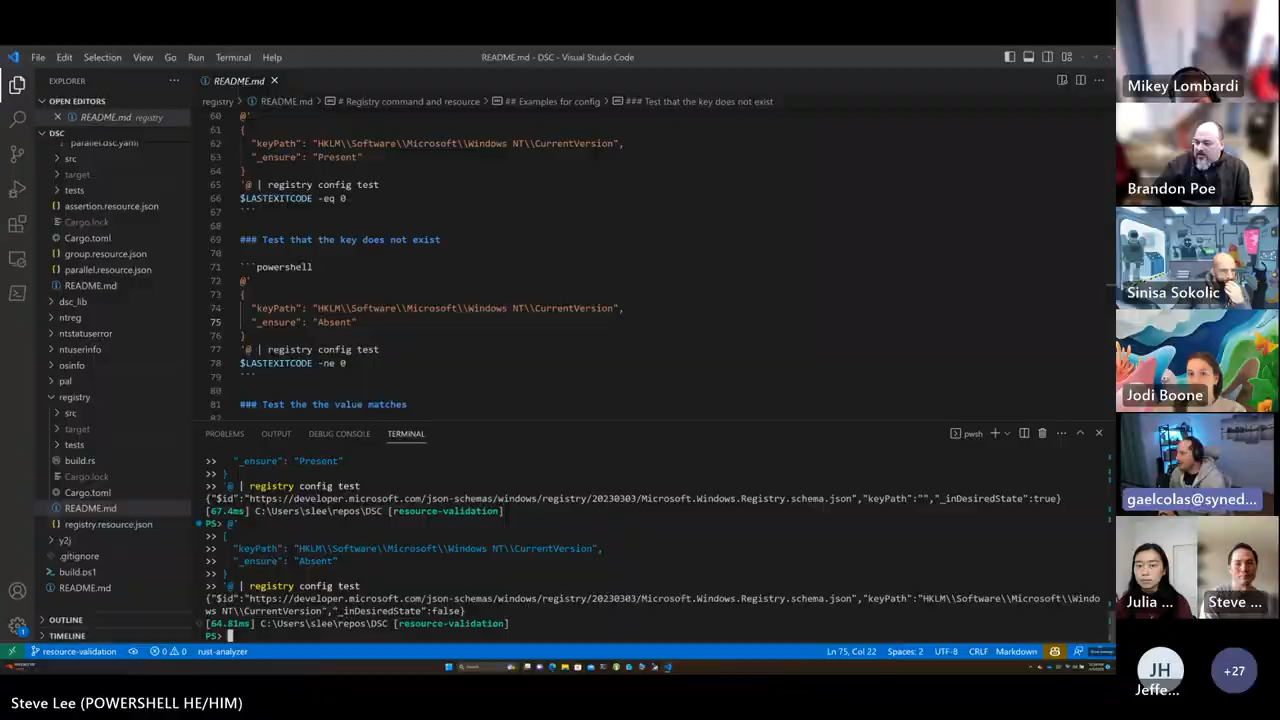 File Edit Selection View Go Run Terminal Help
README.md - DSC - Visual Studio Code
EXPLORER
OPEN EDITORS
README.md registry
DSC
parallel.dsc.yaml
src
target
tests
assertion.resource.json
Cargo.lock
Cargo.toml
group.resource.json
parallel.resource.json
README.md
dsc_lib
ntreg
ntstatuserror
ntuserinfo
osinfo
pal
registry
src
target
tests
build.rs
Cargo.lock
Cargo.toml
README.md
registry.resource.json
y2j
.gitignore
build.ps1
README.md
OUTLINE
TIMELINE
README.md
registry > README.md > # Registry command and resource > ## Examples for config > ### Test that the key does not exist
60 @'
61 {
62 "keyPath": "HKLM\\Software\\Microsoft\\Windows NT\\CurrentVersion",
63 "_ensure": "Present"
64 }
65 '@ | registry config test
66 $LASTEXITCODE -eq 0
67 ```
68
69 ### Test that the key does not exist
70
71 ```powershell
72 @'
73 {
74 "keyPath": "HKLM\\Software\\Microsoft\\Windows NT\\CurrentVersion",
75 "_ensure": "Absent"
76 }
77 '@ | registry config test
78 $LASTEXITCODE -ne 0
79 ```
80
81 ### Test the the value matches
82
PROBLEMS OUTPUT DEBUG CONSOLE TERMINAL
pwsh
>> "_ensure": "Present"
>> }
>> '@ | registry config test
{"$id":"https://developer.microsoft.com/json-schemas/windows/registry/20230303/Microsoft.Windows.Registry.schema.json","keyPath":"","_inDesiredState":true}
[67.4ms] C:\Users\slee\repos\DSC [resource-validation]
PS> @'
>> {
>> "keyPath": "HKLM\\Software\\Microsoft\\Windows NT\\CurrentVersion",
>> "_ensure": "Absent"
>> }
>> '@ | registry config test
{"$id":"https://developer.microsoft.com/json-schemas/windows/registry/20230303/Microsoft.Windows.Registry.schema.json","keyPath":"HKLM\\Software\\Microsoft\\Windo
ws NT\\CurrentVersion","_inDesiredState":false}
[64.81ms] C:\Users\slee\repos\DSC [resource-validation]
PS>
resource-validation 0 0 rust-analyzer
Ln 75, Col 22 Spaces: 2 UTF-8 CRLF Markdown
Steve Lee (POWERSHELL HE/HIM)
Mikey Lombardi
Brandon Poe
Sinisa Sokolic
Jodi Boone
gaelcolas@syned...
Julia ...
Steve ...
JH
Jeffe...
+27